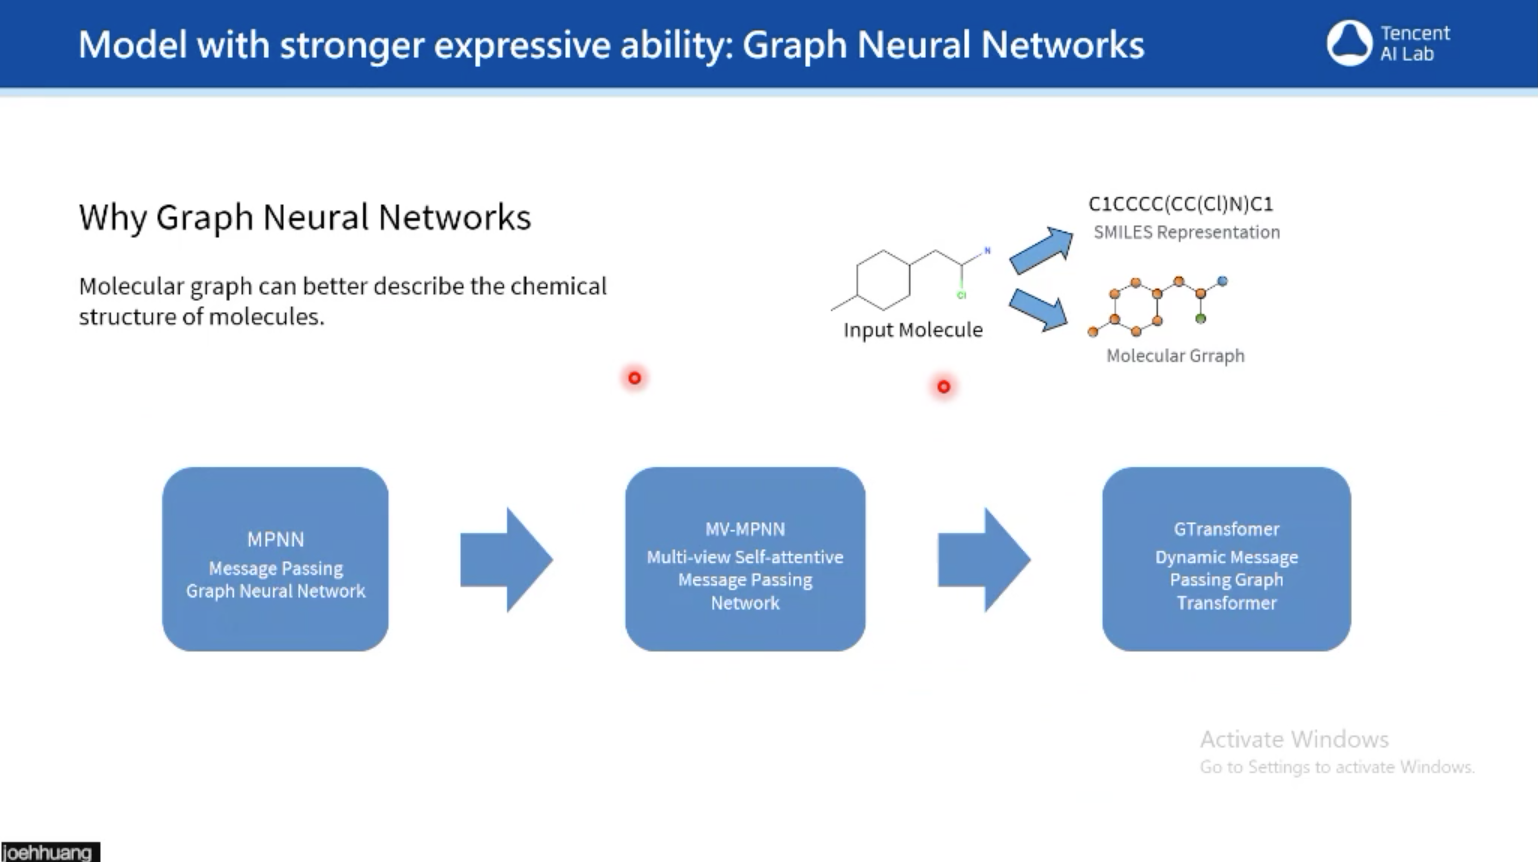 Model with stronger expressive ability: Graph Neural Networks
Tencent
AI Lab
Why Graph Neural Networks
Molecular graph can better describe the chemical
structure of molecules.
C1CCCC(CC(Cl)N)C1
SMILES Representation
N
Cl
Input Molecule
Molecular Grraph
MPNN
Message Passing
Graph Neural Network
MV-MPNN
Multi-view Self-attentive
Message Passing
Network
GTransfomer
Dynamic Message
Passing Graph
Transformer
Activate Windows
Go to Settings to activate Windows.
joehhuang